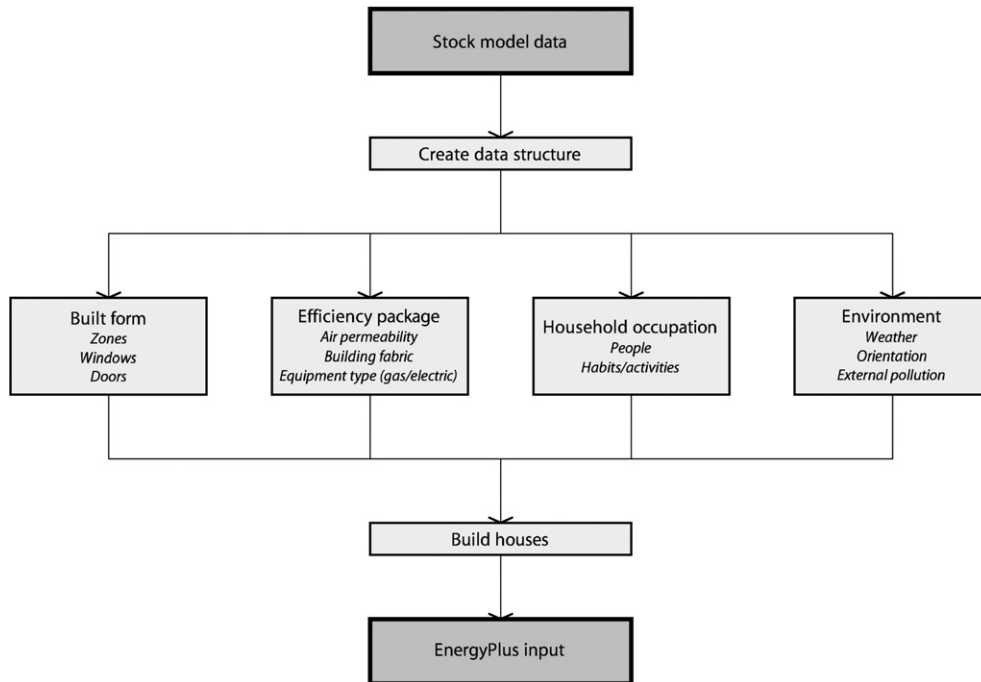 Stock model data
Create data structure
Built form
Zones
Windows
Doors
Efficiency package
Air permeability
Building fabric
Equipment type (gas/electric)
Household occupation
People
Habits/activities
Environment
Weather
Orientation
External pollution
Build houses
EnergyPlus input